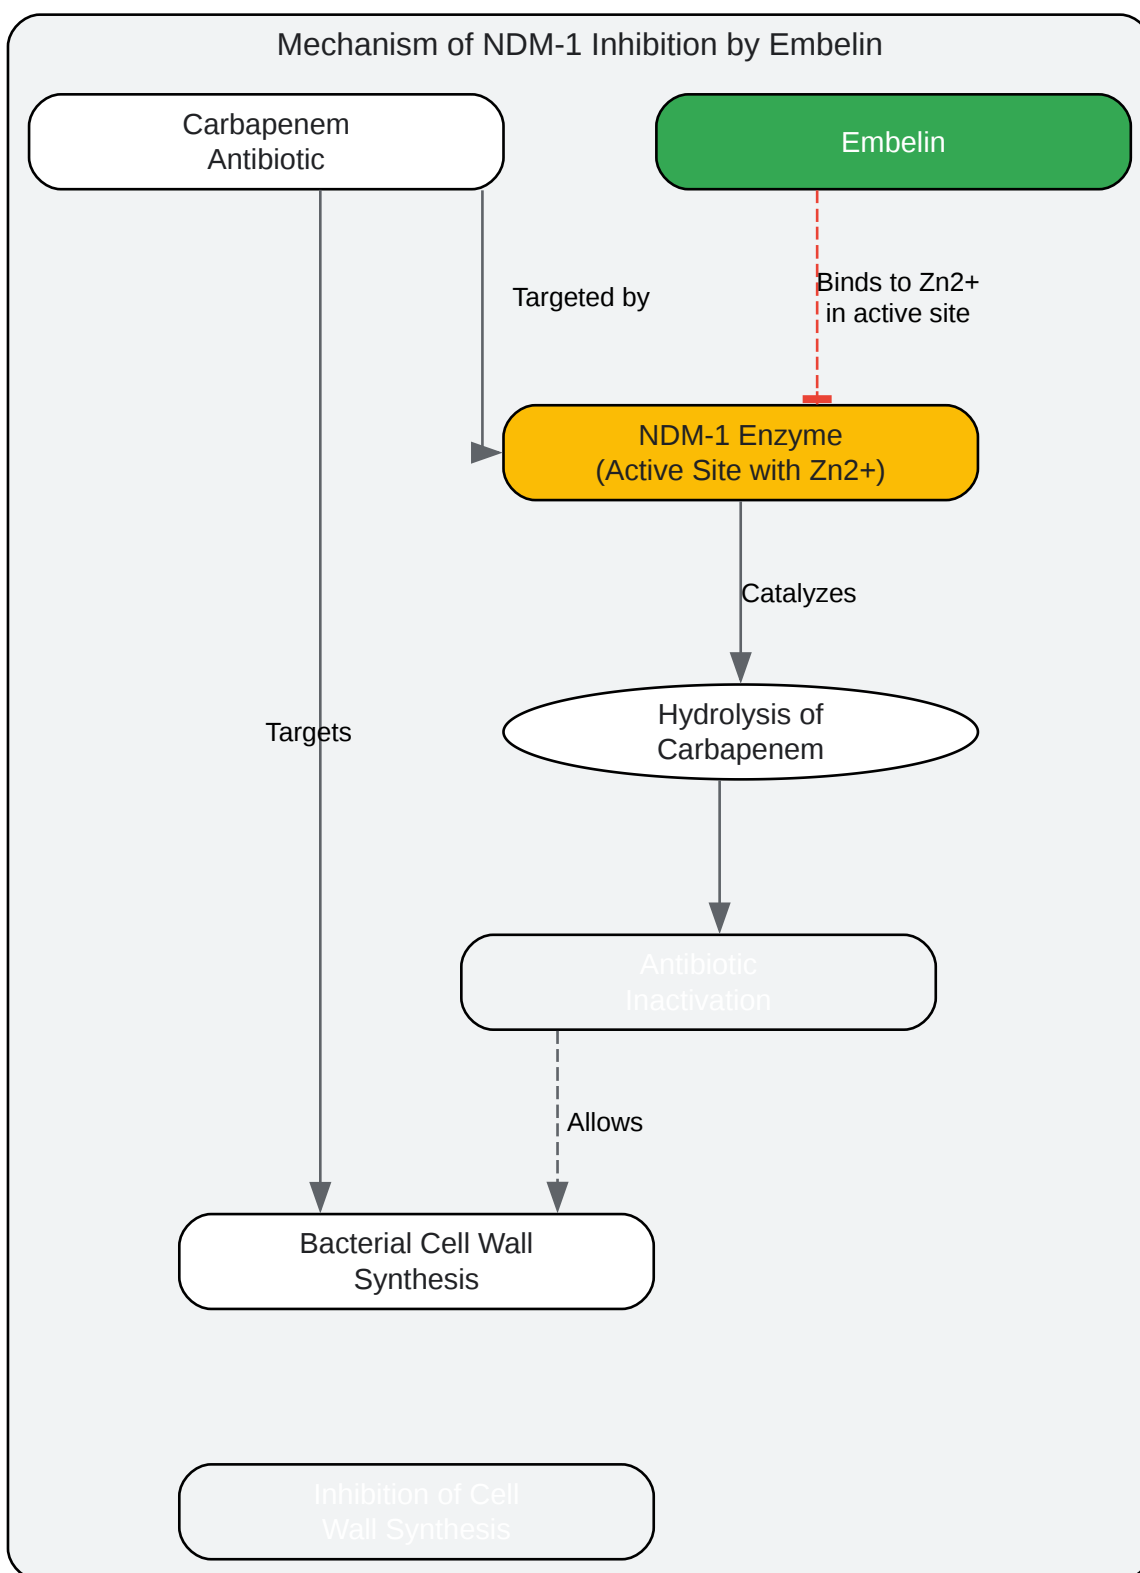 Mechanism of NDM-1 Inhibition by Embelin
Carbapenem
Antibiotic
Embelin
Targeted by
Binds to Zn2+
in active site
NDM-1 Enzyme
(Active Site with Zn2+)
Catalyzes
Hydrolysis of
Carbapenem
Targets
Antibiotic
Inactivation
Allows
Bacterial Cell Wall
Synthesis
Inhibition of Cell
Wall Synthesis